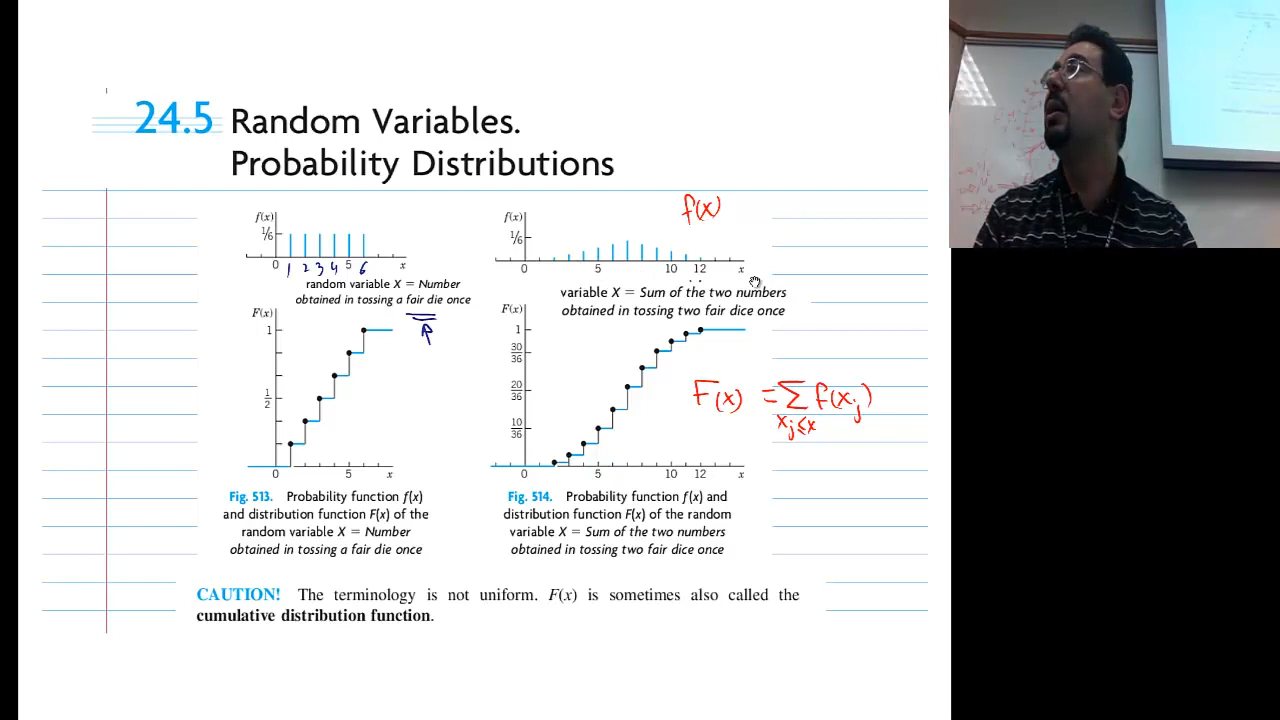 24.5 Random Variables.
Probability Distributions
f(x)
1/6
0 5 x
1 2 3 4 6
random variable X = Number
obtained in tossing a fair die once
F(x)
1
1/2
0 5 x
Fig. 513. Probability function f(x)
and distribution function F(x) of the
random variable X = Number
obtained in tossing a fair die once
f(x)
f(x)
1/6
0 5 10 12 x
variable X = Sum of the two numbers
obtained in tossing two fair dice once
F(x)
1
30/36
20/36
10/36
0 5 10 12 x
F(x) = Σ f(xj)
xj≤x
Fig. 514. Probability function f(x) and
distribution function F(x) of the random
variable X = Sum of the two numbers
obtained in tossing two fair dice once
CAUTION! The terminology is not uniform. F(x) is sometimes also called the
cumulative distribution function.